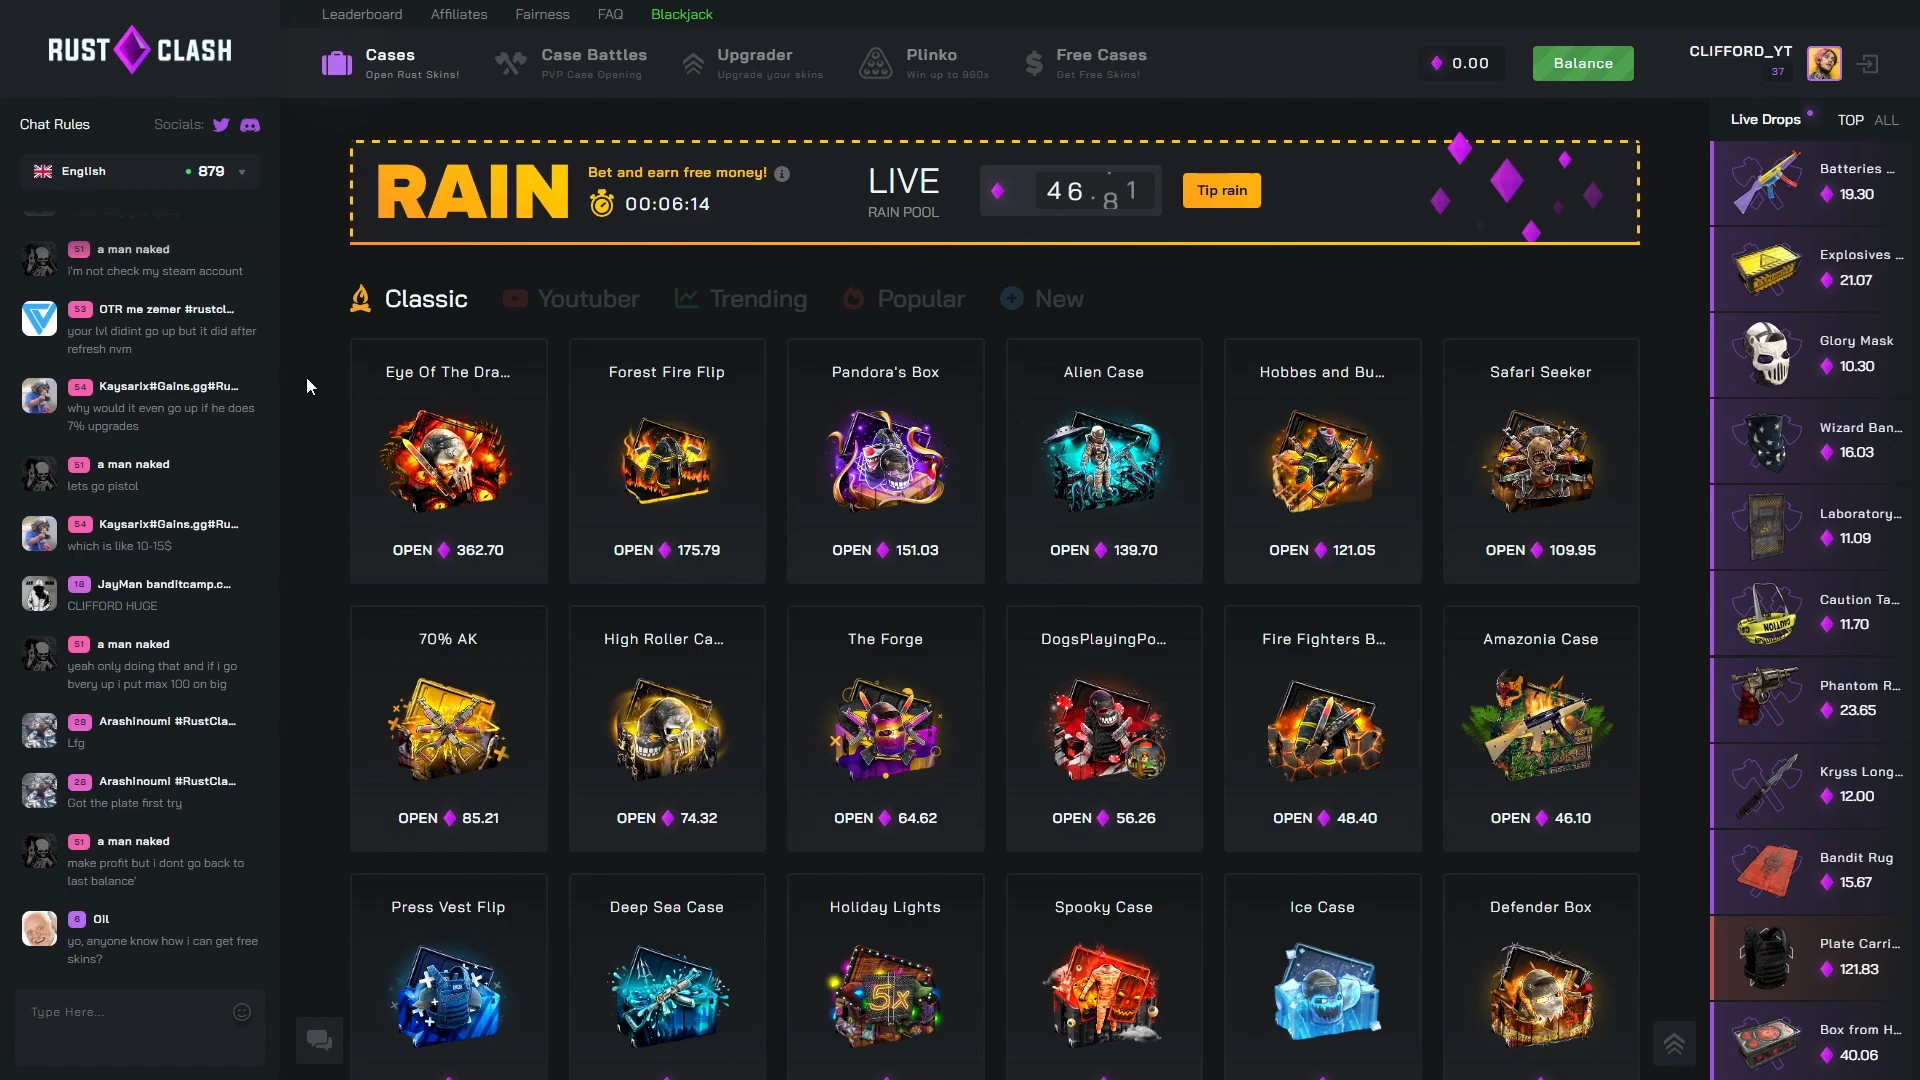 Leaderboard Affiliates Fairness FAQ Blackjack
RUST CLASH
Cases
Open Rust Skins!
Case Battles
PVP Case Opening
Upgrader
Upgrade your skins
Plinko
Win up to 960x
Free Cases
Get Free Skins!
0.00
Balance
CLIFFORD_YT
37
Chat Rules
Socials:
English
879
51 a man naked
i'm not check my steam account
53 OTR me zemer #rustcl...
your lvl didint go up but it did after
refresh nvm
54 Kaysarix#Gains.gg#Ru...
why would it even go up if he does
7% upgrades
51 a man naked
lets go pistol
54 Kaysarix#Gains.gg#Ru...
which is like 10-15$
18 JayMan banditcamp.c...
CLIFFORD HUGE
51 a man naked
yeah only doing that and if i go
bvery up i put max 100 on big
28 Arashinoumi #RustCla...
Lfg
28 Arashinoumi #RustCla...
Got the plate first try
51 a man naked
make profit but i dont go back to
last balance'
6 Oil
yo, anyone know how i can get free
skins?
Type Here...
RAIN
Bet and earn free money!
00:06:14
LIVE
RAIN POOL
46.81
Tip rain
Classic Youtuber Trending Popular New
Eye Of The Dra...
OPEN 362.70
Forest Fire Flip
OPEN 175.79
Pandora's Box
OPEN 151.03
Alien Case
OPEN 139.70
Hobbes and Bu...
OPEN 121.05
Safari Seeker
OPEN 109.95
70% AK
OPEN 85.21
High Roller Ca...
OPEN 74.32
The Forge
OPEN 64.62
DogsPlayingPo...
OPEN 56.26
Fire Fighters B...
OPEN 48.40
Amazonia Case
OPEN 46.10
Press Vest Flip
Deep Sea Case
Holiday Lights
5x
Spooky Case
Ice Case
Defender Box
Live Drops TOP ALL
Batteries ...
19.30
Explosives ...
21.07
Glory Mask
10.30
Wizard Ban...
16.03
Laboratory...
11.09
Caution Ta...
11.70
CAUTION
Phantom R...
23.65
Kryss Long...
12.00
Bandit Rug
15.67
Plate Carri...
121.83
Box from H...
40.06